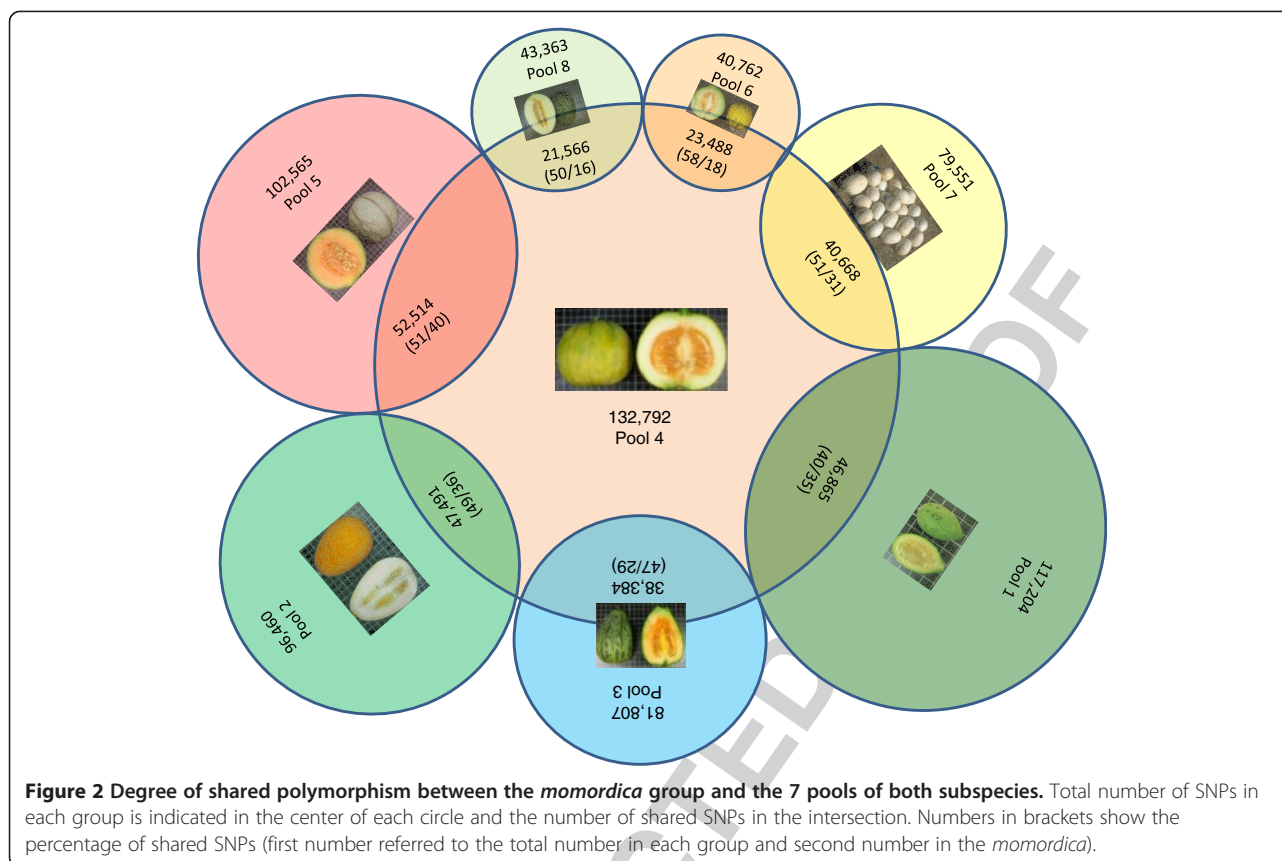 43,363
Pool 8
21,566
(50/16)
40,762
Pool 6
23,488
(58/18)
102,565
Pool 5
52,514
(51/40)
79,551
Pool 7
40,668
(51/31)
132,792
Pool 4
96,460
Pool 2
47,491
(49/36)
46,865
(40/35)
117,204
Pool 1
38,384
(47/29)
81,807
Pool 3
CTED
OF
Figure 2 Degree of shared polymorphism between the momordica group and the 7 pools of both subspecies. Total number of SNPs in
each group is indicated in the center of each circle and the number of shared SNPs in the intersection. Numbers in brackets show the
percentage of shared SNPs (first number referred to the total number in each group and second number in the momordica).